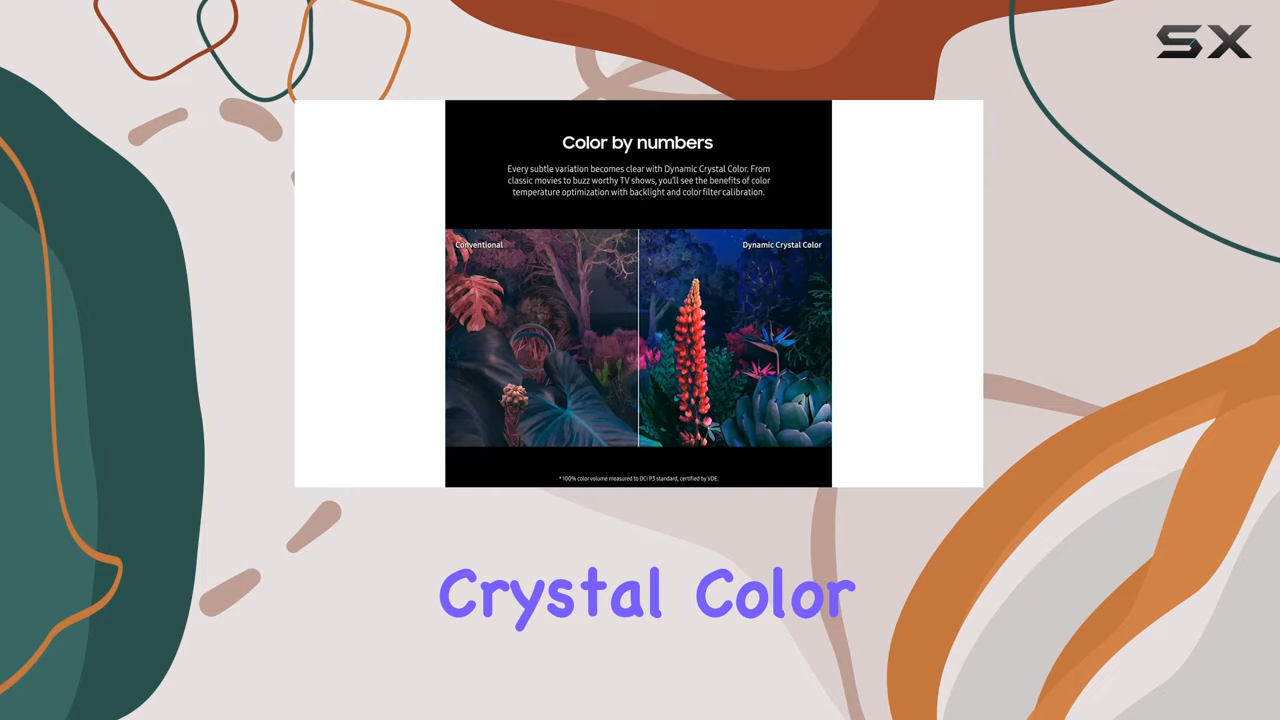 SX
Color by numbers
Every subtle variation becomes clear with Dynamic Crystal Color. From
classic movies to buzz worthy TV shows, you'll see the benefits of color
temperature optimization with backlight and color filter calibration.
Conventional
Dynamic Crystal Color
* 100% color volume measured to DCI P3 standard, certified by VDE.
Crystal Color